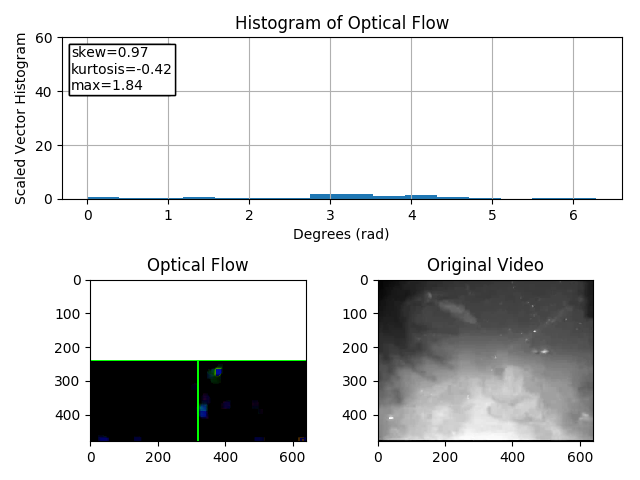 Histogram of Optical Flow
Scaled Vector Histogram
60
40
20
0
skew=0.97
kurtosis=-0.42
max=1.84
0 1 2 3 4 5 6
Degrees (rad)
Optical Flow
0
100
200
300
400
0 200 400 600
Original Video
0
100
200
300
400
0 200 400 600